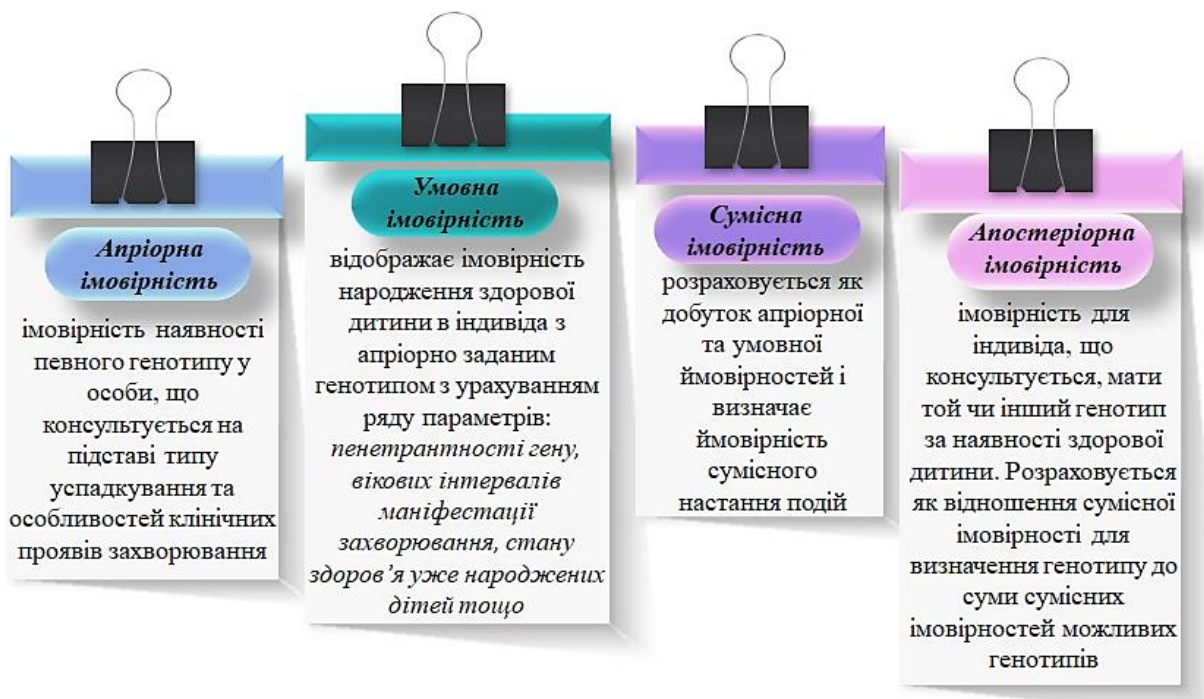 Апріорна
імовірність
імовірність наявності
певного генотипу у
особи, що
консультується на
підставі типу
успадкування та
особливостей клінічних
проявів захворювання
Умовна
імовірність
відображає імовірність
народження здорової
дитини в індивіда з
апріорно заданим
генотипом з урахуванням
ряду параметрів:
пенетрантності гену,
вікових інтервалів
маніфестації
захворювання, стану
здоров’я уже народжених
дітей тощо
Сумісна
імовірність
розраховується як
добуток апріорної
та умовної
ймовірностей і
визначає
ймовірність
сумісного
настання подій
Апостеріорна
імовірність
імовірність для
індивіда, що
консультується, мати
той чи інший генотип
за наявності здорової
дитини. Розраховується
як відношення сумісної
імовірності для
визначення генотипу до
суми сумісних
імовірностей можливих
генотипів